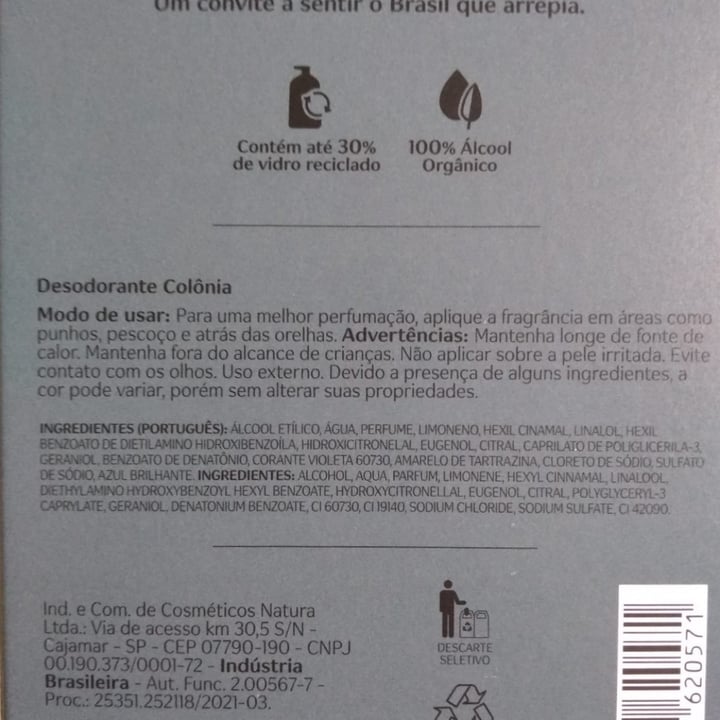 Um convite a sentir o Brasil que arrepia.
Contém até 30%
de vidro reciclado
100% Álcool
Orgânico
Desodorante Colônia
Modo de usar: Para uma melhor perfumação, aplique a fragrância em áreas como
punhos, pescoço e atrás das orelhas. Advertências: Mantenha longe de fonte de
calor. Mantenha fora do alcance de crianças. Não aplicar sobre a pele irritada. Evite
contato com os olhos. Uso externo. Devido a presença de alguns ingredientes, a
cor pode variar, porém sem alterar suas propriedades.
INGREDIENTES (PORTUGUÊS): ÁLCOOL ETÍLICO, ÁGUA, PERFUME, LIMONENO, HEXIL CINAMAL, LINALOL, HEXIL
BENZOATO DE DIETILAMINO HIDROXIBENZOÍLA, HIDROXICITRONELAL, EUGENOL, CITRAL, CAPRILATO DE POLIGLICERILA-3,
GERANIOL, BENZOATO DE DENATÔNIO, CORANTE VIOLETA 60730, AMARELO DE TARTRAZINA, CLORETO DE SÓDIO, SULFATO
DE SÓDIO, AZUL BRILHANTE. INGREDIENTES: ALCOHOL, AQUA, PARFUM, LIMONENE, HEXYL CINNAMAL, LINALOOL,
DIETHYLAMINO HYDROXYBENZOYL HEXYL BENZOATE, HYDROXYCITRONELLAL, EUGENOL, CITRAL, POLYGLYCERYL-3
CAPRYLATE, GERANIOL, DENATONIUM BENZOATE, CI 60730, CI 19140, SODIUM CHLORIDE, SODIUM SULFATE, CI 42090.
Ind. e Com. de Cosméticos Natura
Ltda.: Via de acesso km 30,5 S/N -
Cajamar - SP - CEP 07790-190 - CNPJ
00.190.373/0001-72 - Indústria
Brasileira - Aut. Func. 2.00567-7 -
Proc.: 25351.252118/2021-03.
DESCARTE
SELETIVO
620571